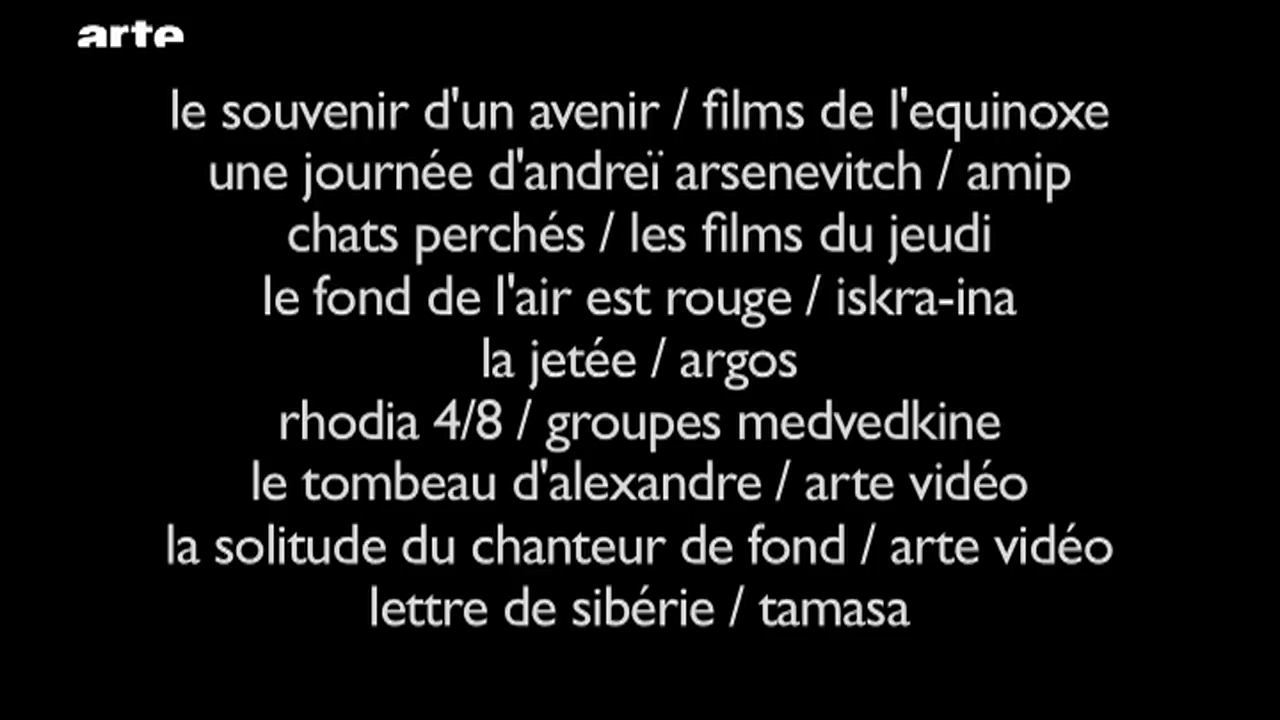 arte
le souvenir d'un avenir / films de l'equinoxe
une journée d'andreï arsenevitch / amip
chats perchés / les films du jeudi
le fond de l'air est rouge / iskra-ina
la jetée / argos
rhodia 4/8 / groupes medvedkine
le tombeau d'alexandre / arte vidéo
la solitude du chanteur de fond / arte vidéo
lettre de sibérie / tamasa